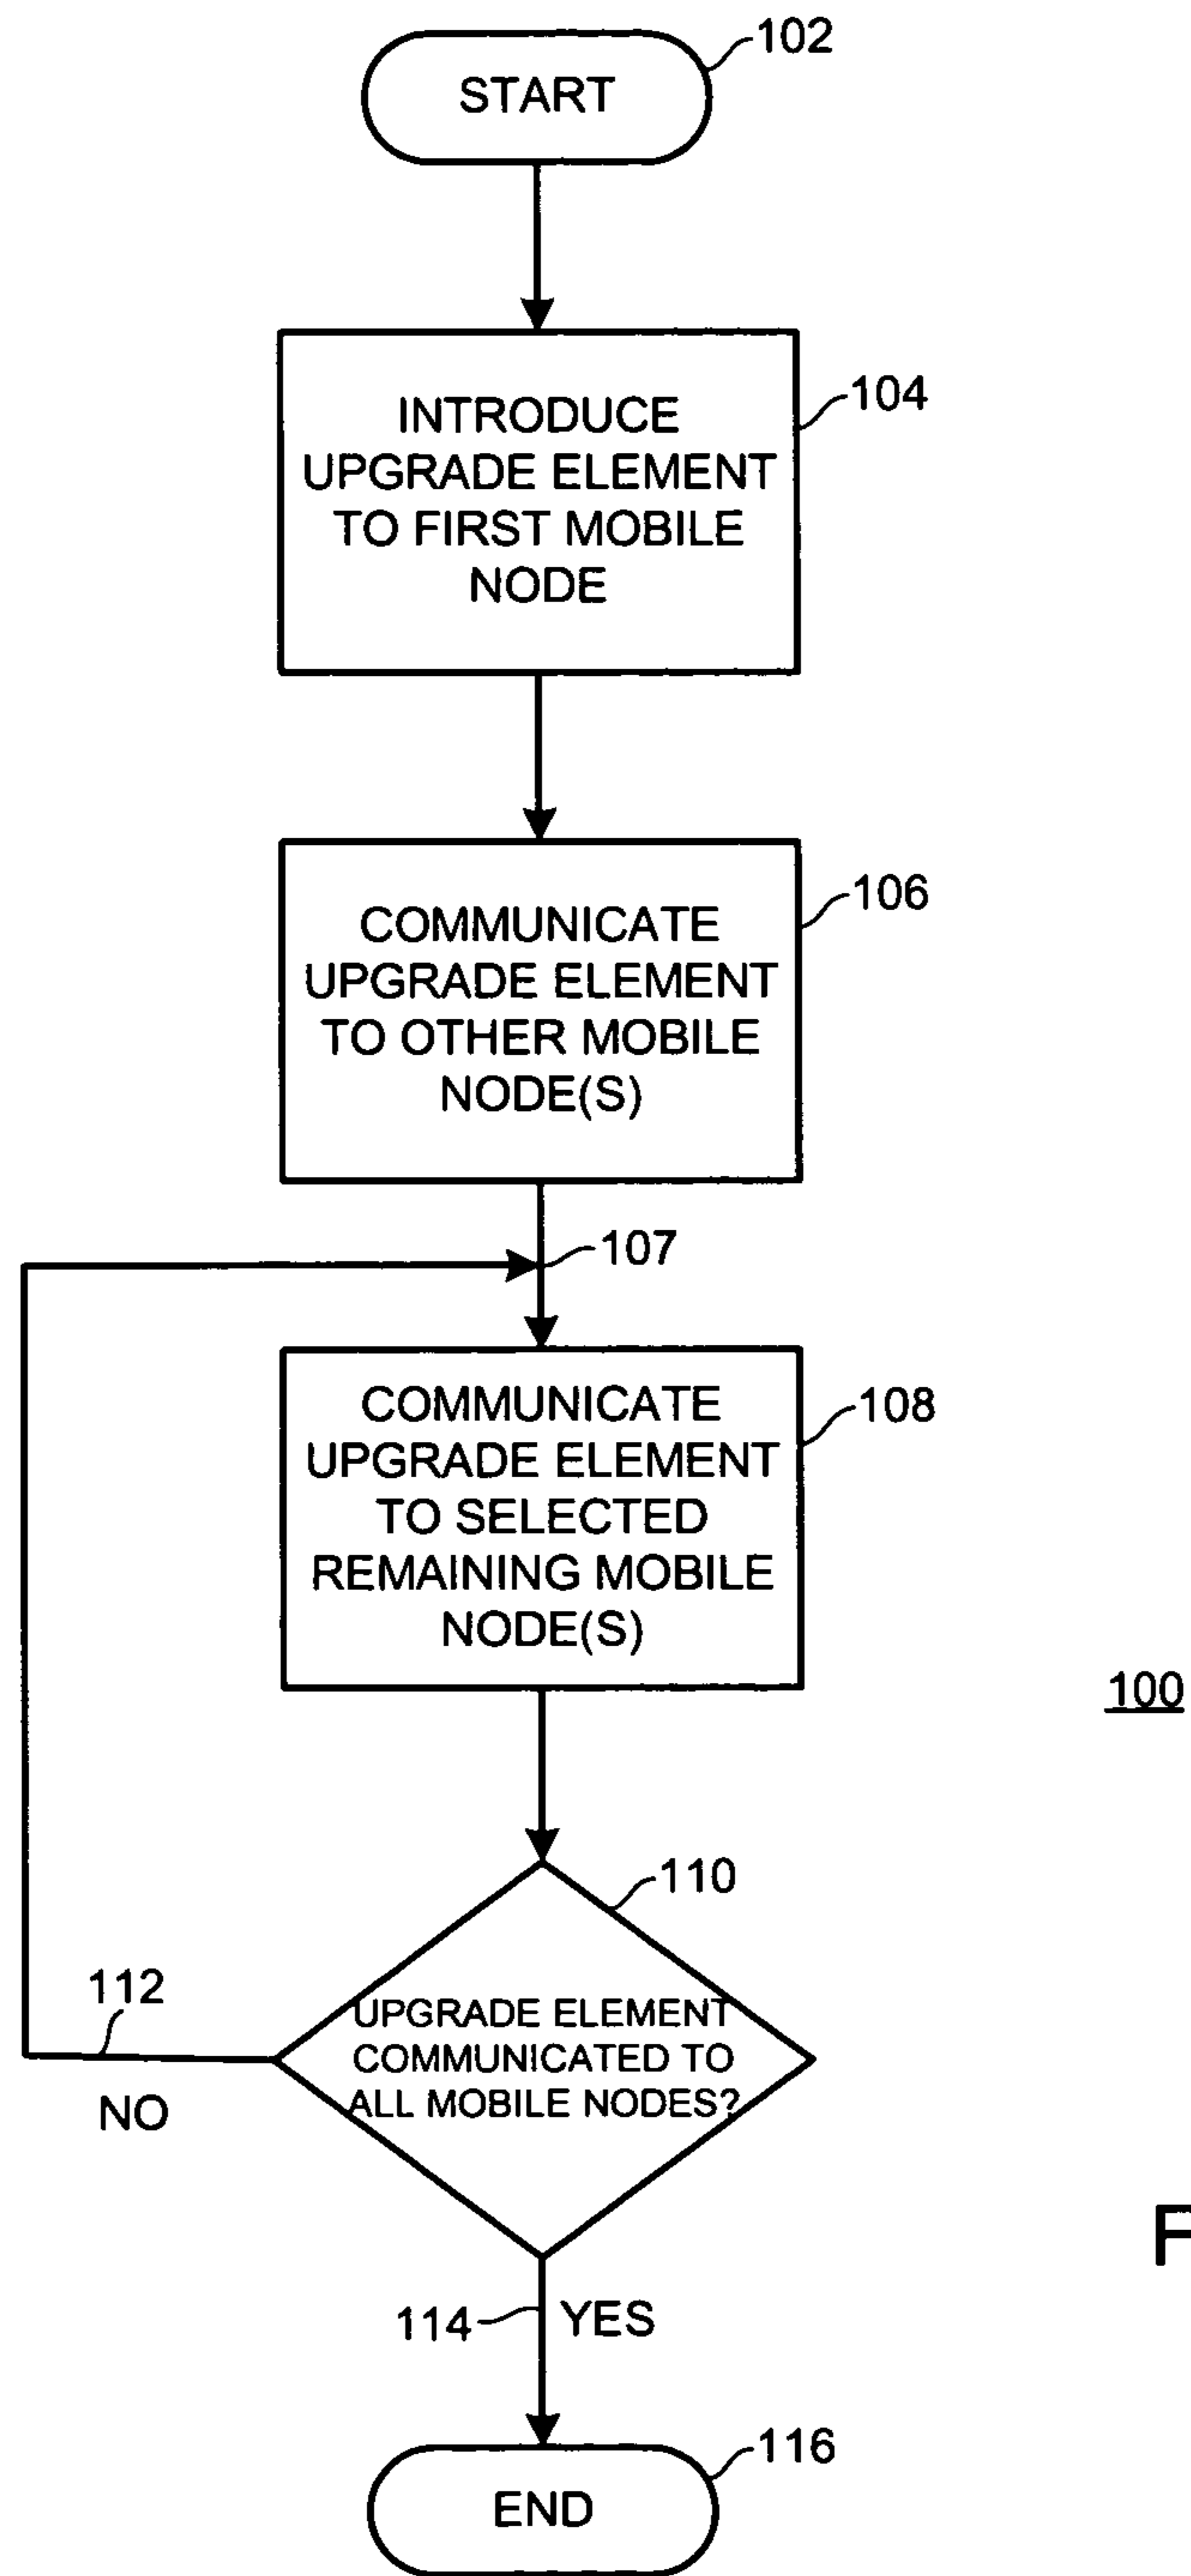 102
START
104
INTRODUCE
UPGRADE ELEMENT
TO FIRST MOBILE
NODE
106
COMMUNICATE
UPGRADE ELEMENT
TO OTHER MOBILE
NODE(S)
107
108
COMMUNICATE
UPGRADE ELEMENT
TO SELECTED
REMAINING MOBILE
NODE(S)
100
110
112
UPGRADE ELEMENT
COMMUNICATED TO
ALL MOBILE NODES?
NO
F
114
YES
116
END